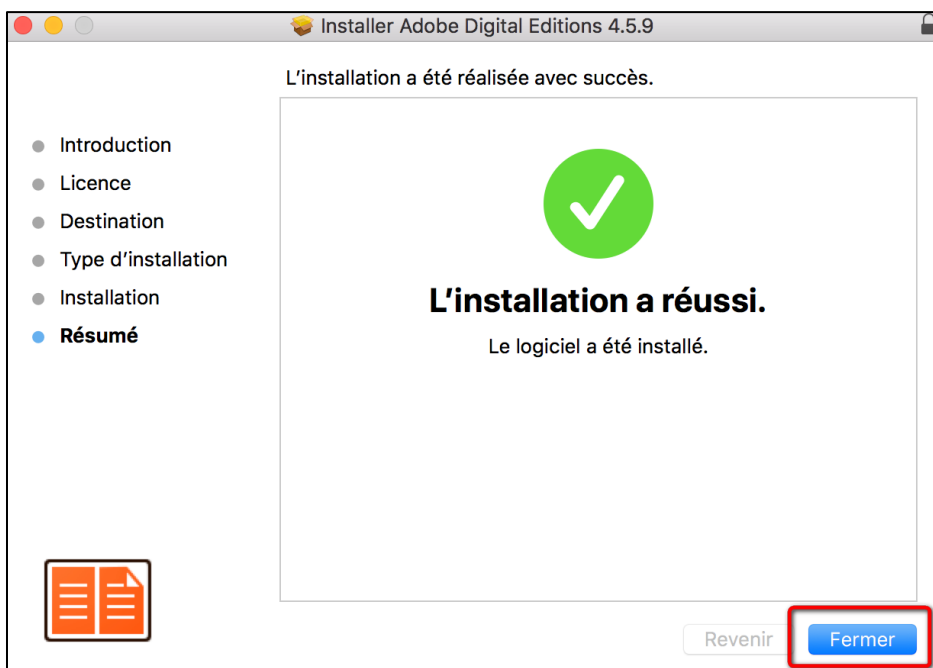 Installer Adobe Digital Editions 4.5.9
L'installation a été réalisée avec succès.
Introduction
Licence
Destination
Type d'installation
Installation
Résumé
L'installation a réussi.
Le logiciel a été installé.
Revenir
Fermer